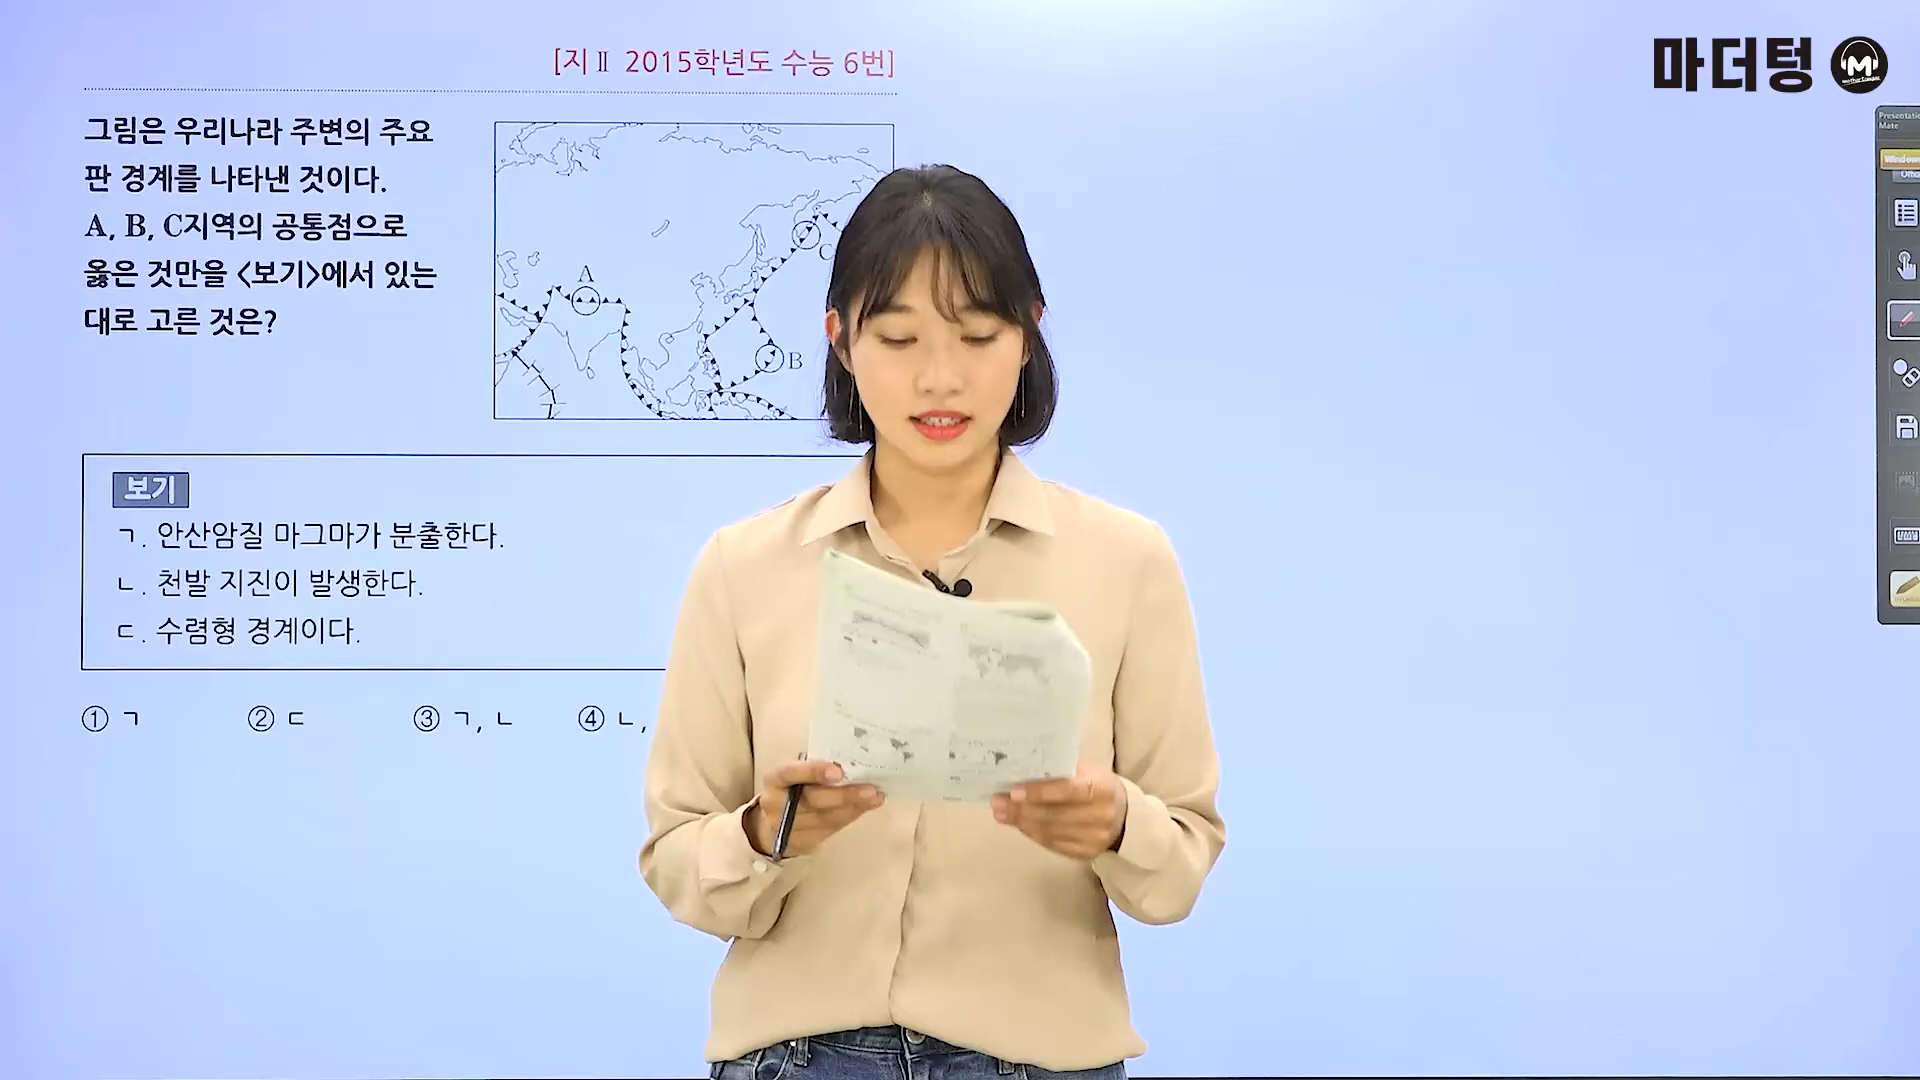 [지Ⅱ 2015학년도 수능 6번]
마더텅
M
그림은 우리나라 주변의 주요
판 경계를 나타낸 것이다.
A, B, C지역의 공통점으로
옳은 것만을 <보기>에서 있는
대로 고른 것은?
A
B
C
보기
ㄱ. 안산암질 마그마가 분출한다.
ㄴ. 천발 지진이 발생한다.
ㄷ. 수렴형 경계이다.
① ㄱ ② ㄷ ③ ㄱ, ㄴ ④ ㄴ,
Mate